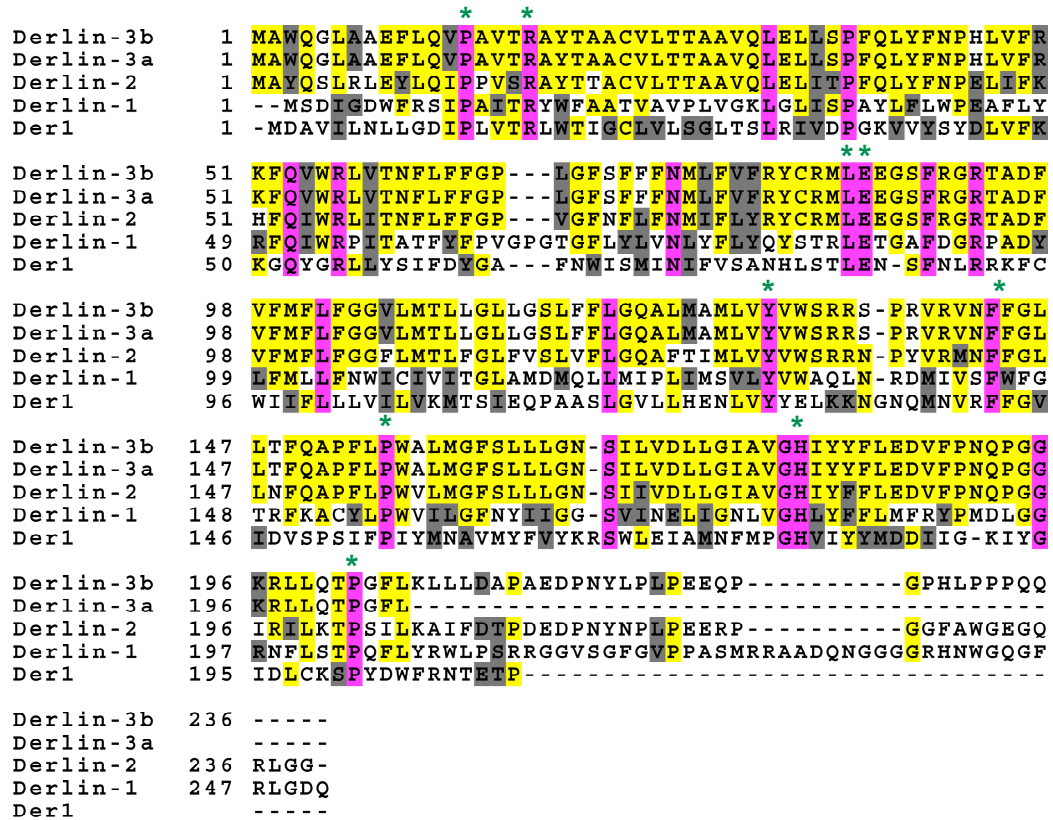 * *
Derlin-3b 1 MAWQGLAAEFLQVPAVTRAYTAACVLTTAAVQLELLSPFQLYFNPHLVFR
Derlin-3a 1 MAWQGLAAEFLQVPAVTRAYTAACVLTTAAVQLELLSPFQLYFNPHLVFR
Derlin-2 1 MAYQSLRLEYLQIPPVSRAYTTACVLTTAAVQLELITPFQLYFNPELIFK
Derlin-1 1 --MSDIGDWFRSIPAITRYWFAATVAVPLVGKLGLISPAYLFLWPEAFLY
Der1 1 -MDAVILNLLGDIPLVTRLWTIGCLVLSGLTSLRIVDPGKVVYSYDLVFK
**
Derlin-3b 51 KFQVWRLVTNFLFFGP---LGFSFFFNMLFVFRYCRMLEEGSFRGRTADF
Derlin-3a 51 KFQVWRLVTNFLFFGP---LGFSFFFNMLFVFRYCRMLEEGSFRGRTADF
Derlin-2 51 HFQIWRLITNFLFFGP---VGFNFLFNMIFLYRYCRMLEEGSFRGRTADF
Derlin-1 49 RFQIWRPITATFYFPVGPGTGFLYLVNLYFLYQYSTRLETGAFDGRPADY
Der1 50 KGQYGRLLYSIFDYGA---FNWISMINIFVSANHLSTLEN-SFNLRRKFC
* *
Derlin-3b 98 VFMFLFGGVLMTLLGLLGSLFFLGQALMAMLVYVWSRRS-PRVRVNFFGL
Derlin-3a 98 VFMFLFGGVLMTLLGLLGSLFFLGQALMAMLVYVWSRRS-PRVRVNFFGL
Derlin-2 98 VFMFLFGGFLMTLFGLFVSLVFLGQAFTIMLVYVWSRRN-PYVRMNFFGL
Derlin-1 99 LFMLLFNWICIVITGLAMDMQLLMIPLIMSVLYVWAQLN-RDMIVSFWFG
Der1 96 WIIFLLLVILVKMTSIEQPAASLGVLLHENLVYYELKKNGNQMNVRFFGV
* *
Derlin-3b 147 LTFQAPFLPWALMGFSLLLGN-SILVDLLGIAVGHIYYFLEDVFPNQPGG
Derlin-3a 147 LTFQAPFLPWALMGFSLLLGN-SILVDLLGIAVGHIYYFLEDVFPNQPGG
Derlin-2 147 LNFQAPFLPWVLMGFSLLLGN-SIIVDLLGIAVGHIYFFLEDVFPNQPGG
Derlin-1 148 TRFKACYLPWVILGFNYIIGG-SVINELIGNLVGHLYFFLMFRYPMDLGG
Der1 146 IDVSPSIFPIYMNAVMYFVYKRSWLEIAMNFMPGHVIYYMDDIIG-KIYG
*
Derlin-3b 196 KRLLQTPGFLKLLLDAPAEDPNYLPLPEEQP----------GPHLPPPQQ
Derlin-3a 196 KRLLQTPGFL----------------------------------------
Derlin-2 196 IRILKTPSILKAIFDTPDEDPNYNPLPEERP----------GGFAWGEGQ
Derlin-1 197 RNFLSTPQFLYRWLPSRRGGVSGFGVPPASMRRAADQNGGGGRHNWGQGF
Der1 195 IDLCKSPYDWFRNTETP---------------------------------
Derlin-3b 236 -----
Derlin-3a -----
Derlin-2 236 RLGG-
Derlin-1 247 RLGDQ
Der1 -----